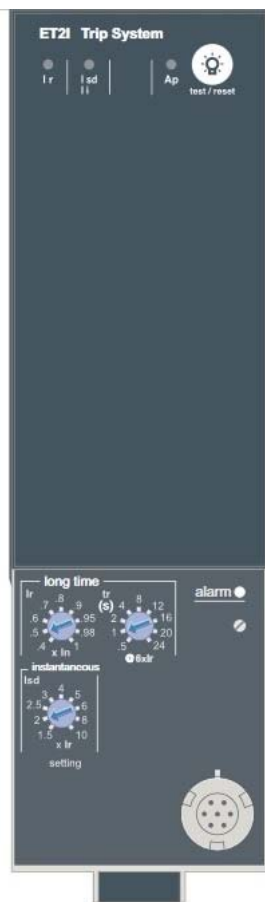 ET2I Trip System
Ir Isd Ap test / reset
Ii
long time
alarm
Ir tr
(s)
.4 .5 .6 .7 .8 .9 .95 .98 1
x In
.5 1 2 4 8 12 16 20 24
@6xIr
instantaneous
Isd
1.5 2 2.5 3 4 5 6 8 10
x Ir
setting